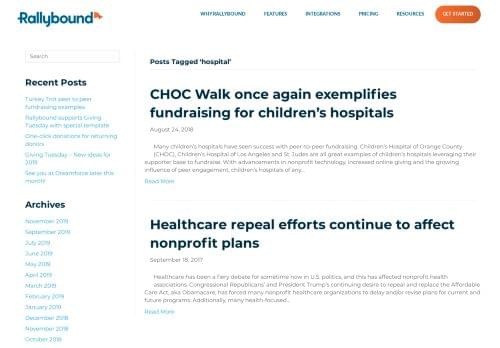 Rallybound
WHY RALLYBOUND
FEATURES
INTEGRATIONS
PRICING
RESOURCES
GET STARTED
Search
Recent Posts
Turkey Trot peer to peer
fundraising examples
Rallybound supports Giving
Tuesday with special template
One-click donations for returning
donors
Giving Tuesday – New ideas for
2019
See you at Dreamforce later this
month!
Archives
November 2019
September 2019
July 2019
June 2019
May 2019
April 2019
March 2019
February 2019
January 2019
December 2018
November 2018
October 2018
Posts Tagged ‘hospital’
CHOC Walk once again exemplifies
fundraising for children’s hospitals
August 24, 2018
Many children’s hospitals have seen success with peer-to-peer fundraising. Children’s Hospital of Orange County
(CHOC), Children’s Hospital of Los Angeles and St. Judes are all great examples of children’s hospitals leveraging their
supporter base to fundraise. With advancements in nonprofit technology, increased online giving and the growing
influence of peer engagement, children’s hospitals of any...
Read More
Healthcare repeal efforts continue to affect
nonprofit plans
September 18, 2017
Healthcare has been a fiery debate for sometime now in U.S. politics, and this has affected nonprofit health
associations. Congressional Republicans’ and President Trump’s continuing desire to repeal and replace the Affordable
Care Act, aka Obamacare, has forced many nonprofit healthcare organizations to delay and/or revise plans for current and
future programs. Additionally, many health-focused...
Read More